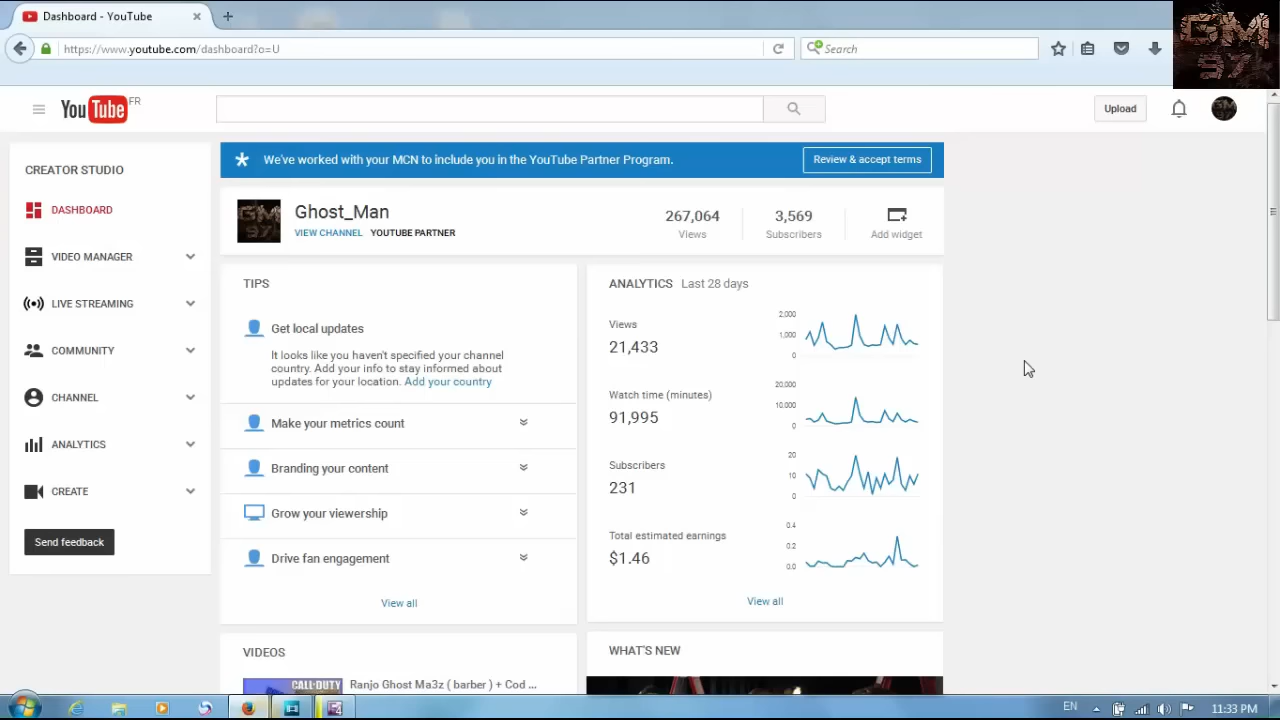 Dashboard - YouTube
https://www.youtube.com/dashboard?o=U
Search
GM
97
YouTube FR
Upload
CREATOR STUDIO
DASHBOARD
VIDEO MANAGER
LIVE STREAMING
COMMUNITY
CHANNEL
ANALYTICS
CREATE
Send feedback
We've worked with your MCN to include you in the YouTube Partner Program.
Review & accept terms
Ghost_Man
VIEW CHANNEL YOUTUBE PARTNER
267,064
Views
3,569
Subscribers
Add widget
TIPS
Get local updates
It looks like you haven't specified your channel
country. Add your info to stay informed about
updates for your location. Add your country
Make your metrics count
Branding your content
Grow your viewership
Drive fan engagement
View all
ANALYTICS Last 28 days
Views
21,433
2,000
1,000
0
Watch time (minutes)
91,995
20,000
10,000
0
Subscribers
231
20
10
0
Total estimated earnings
$1.46
0.4
0.2
0.0
View all
VIDEOS
CALL·DUTY
Ranjo Ghost Ma3z ( barber ) + Cod ...
WHAT'S NEW
EN
11:33 PM